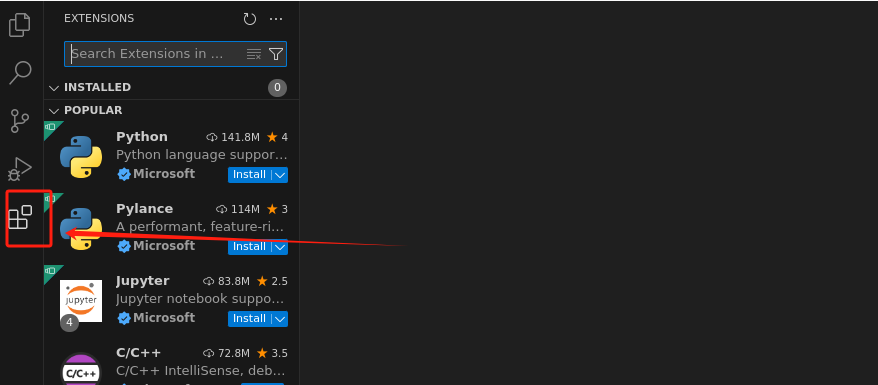 EXTENSIONS
Search Extensions in ...
INSTALLED 0
POPULAR
Python 141.8M 4
Python language suppor...
Microsoft Install
Pylance 114M 3
A performant, feature-ri...
Microsoft Install
Jupyter 83.8M 2.5
jupyter
Jupyter notebook suppo...
4 Microsoft Install
C/C++ 72.8M 3.5
C/C++ C/C++ IntelliSense, deb...